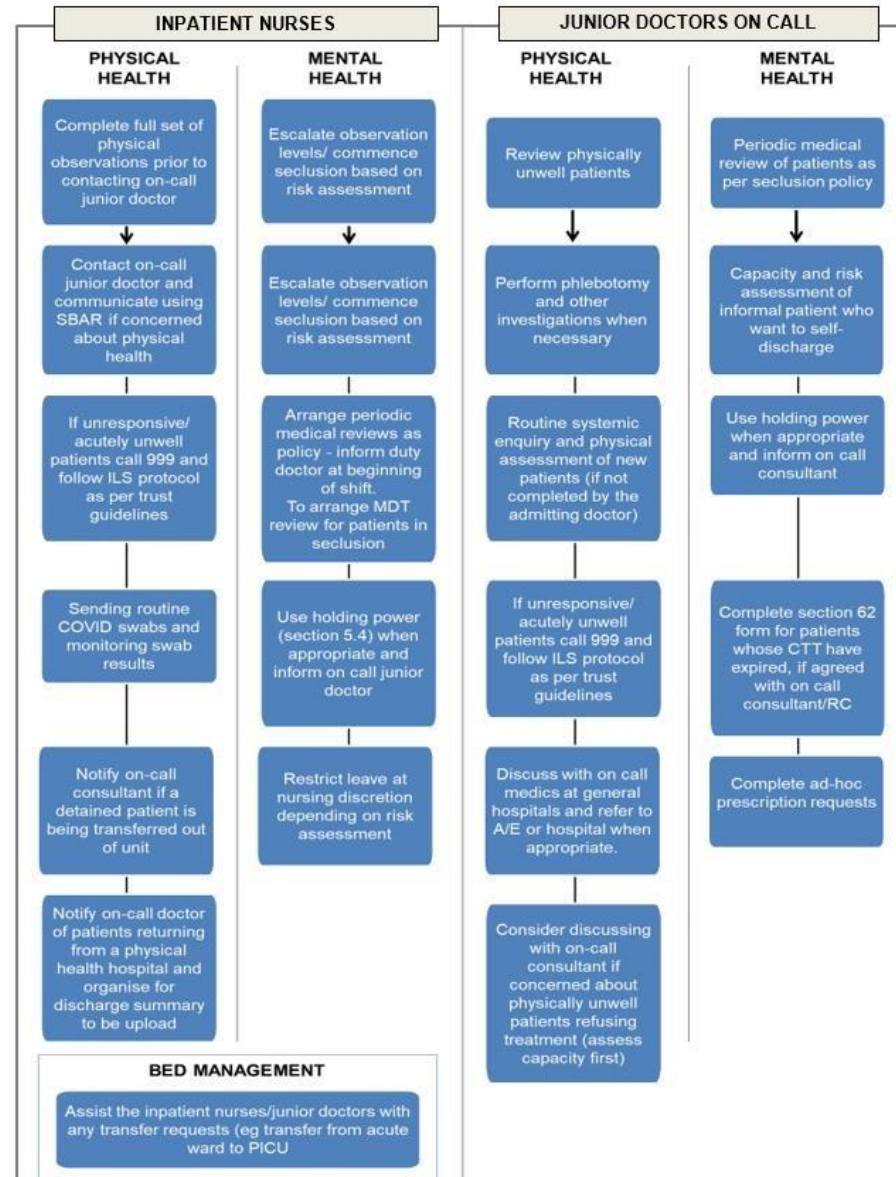 INPATIENT NURSES
PHYSICAL
HEALTH
Complete full set of
physical
observations prior to
contacting on-call
junior doctor
Contact on-call
junior doctor and
communicate using
SBAR if concerned
about physical
health
If unresponsive/
acutely unwell
patients call 999 and
follow ILS protocol
as per trust
guidelines
Sending routine
COVID swabs and
monitoring swab
results
Notify on-call
consultant if a
detained patient is
being transferred out
of unit
Notify on-call doctor
of patients returning
from a physical
health hospital and
organise for
discharge summary
to be upload
MENTAL
HEALTH
Escalate observation
levels/ commence
seclusion based on
risk assessment
Escalate observation
levels/ commence
seclusion based on
risk assessment
Arrange periodic
medical reviews as
policy - inform duty
doctor at beginning
of shift.
To arrange MDT
review for patients in
seclusion
Use holding power
(section 5.4) when
appropriate and
inform on call junior
doctor
Restrict leave at
nursing discretion
depending on risk
assessment
BED MANAGEMENT
Assist the inpatient nurses/junior doctors with
any transfer requests (eg transfer from acute
ward to PICU
JUNIOR DOCTORS ON CALL
PHYSICAL
HEALTH
Review physically
unwell patients
Perform phlebotomy
and other
investigations when
necessary
Routine systemic
enquiry and physical
assessment of new
patients (if not
completed by the
admitting doctor)
If unresponsive/
acutely unwell
patients call 999 and
follow ILS protocol
as per trust
guidelines
Discuss with on call
medics at general
hospitals and refer to
A/E or hospital when
appropriate.
Consider discussing
with on-call
consultant if
concerned about
physically unwell
patients refusing
treatment (assess
capacity first)
MENTAL
HEALTH
Periodic medical
review of patients as
per seclusion policy
Capacity and risk
assessment of
informal patient who
want to self-
discharge
Use holding power
when appropriate
and inform on call
consultant
Complete section 62
form for patients
whose CTT have
expired, if agreed
with on call
consultant/RC
Complete ad-hoc
prescription requests